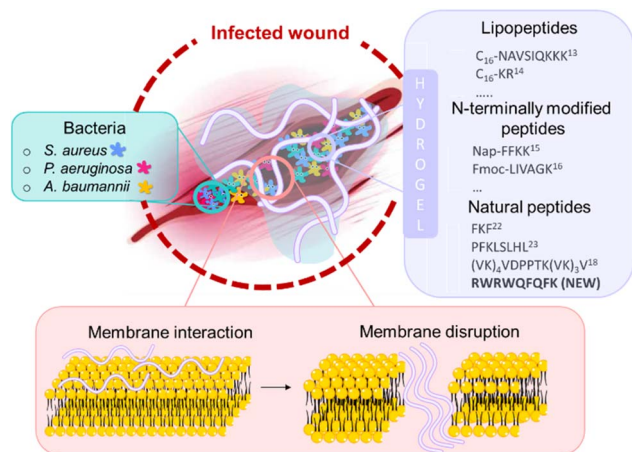 Infected wound
Bacteria
o S. aureus
o P. aeruginosa
o A. baumannii
HYDROGEL
Lipopeptides
C₁₆-NAVSIQKKK¹³
C₁₆-KR¹⁴
.....
N-terminally modified
peptides
Nap-FFKK¹⁵
Fmoc-LIVAGK¹⁶
...
Natural peptides
FKF²²
PFKLSLHL²³
(VK)₄VDPPTK(VK)₃V¹⁸
RWRWQFQFK (NEW)
Membrane interaction
Membrane disruption